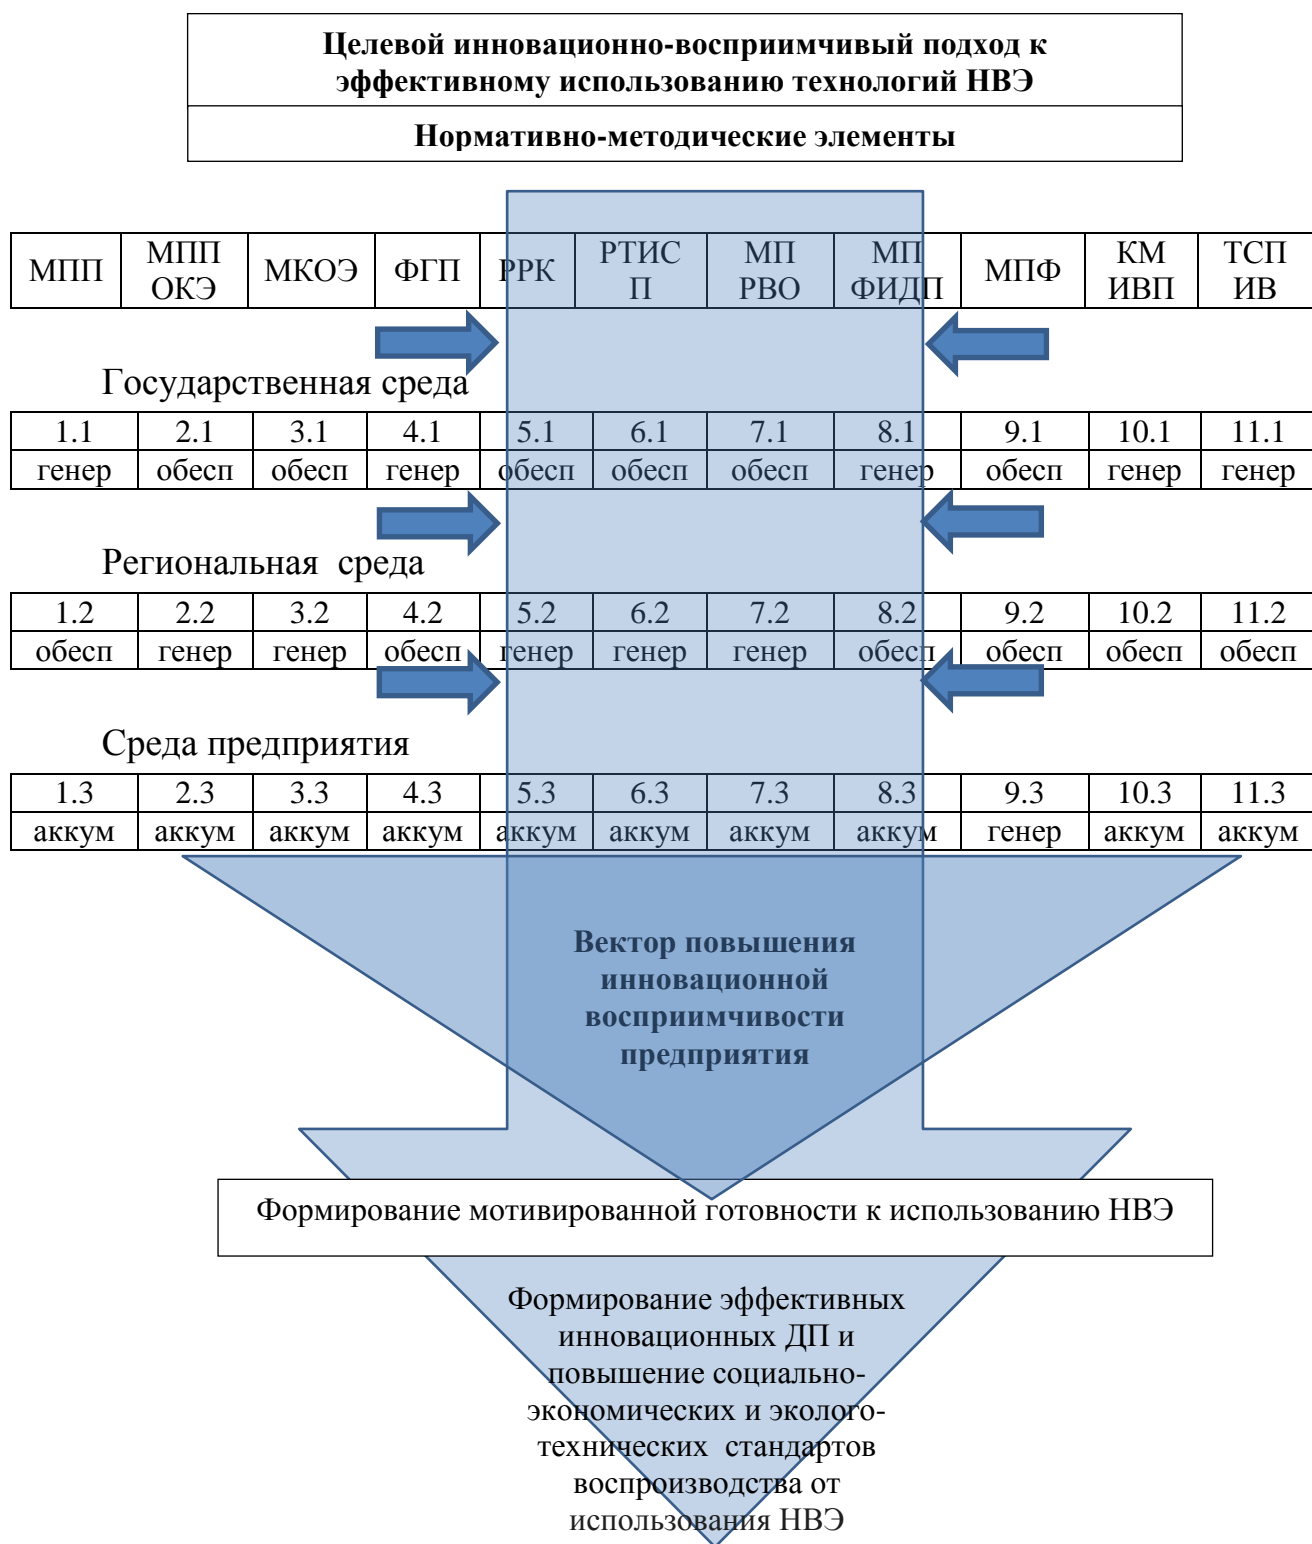 Целевой инновационно-восприимчивый подход к
эффективному использованию технологий НВЭ
Нормативно-методические элементы
МПП МПП ОКЭ МКОЭ ФГП РРК РТИС П МП РВО МП ФИДП МПФ КМ ИВП ТСП ИВ
Государственная среда
1.1 2.1 3.1 4.1 5.1 6.1 7.1 8.1 9.1 10.1 11.1
генер обесп обесп генер обесп обесп обесп генер обесп генер генер
Региональная среда
1.2 2.2 3.2 4.2 5.2 6.2 7.2 8.2 9.2 10.2 11.2
обесп генер генер обесп генер генер генер обесп обесп обесп обесп
Среда предприятия
1.3 2.3 3.3 4.3 5.3 6.3 7.3 8.3 9.3 10.3 11.3
аккум аккум аккум аккум аккум аккум аккум аккум генер аккум аккум
Вектор повышения
инновационной
восприимчивости
предприятия
Формирование мотивированной готовности к использованию НВЭ
Формирование эффективных
инновационных ДП и
повышение социально-
экономических и эколого-
технических стандартов
воспроизводства от
использования НВЭ